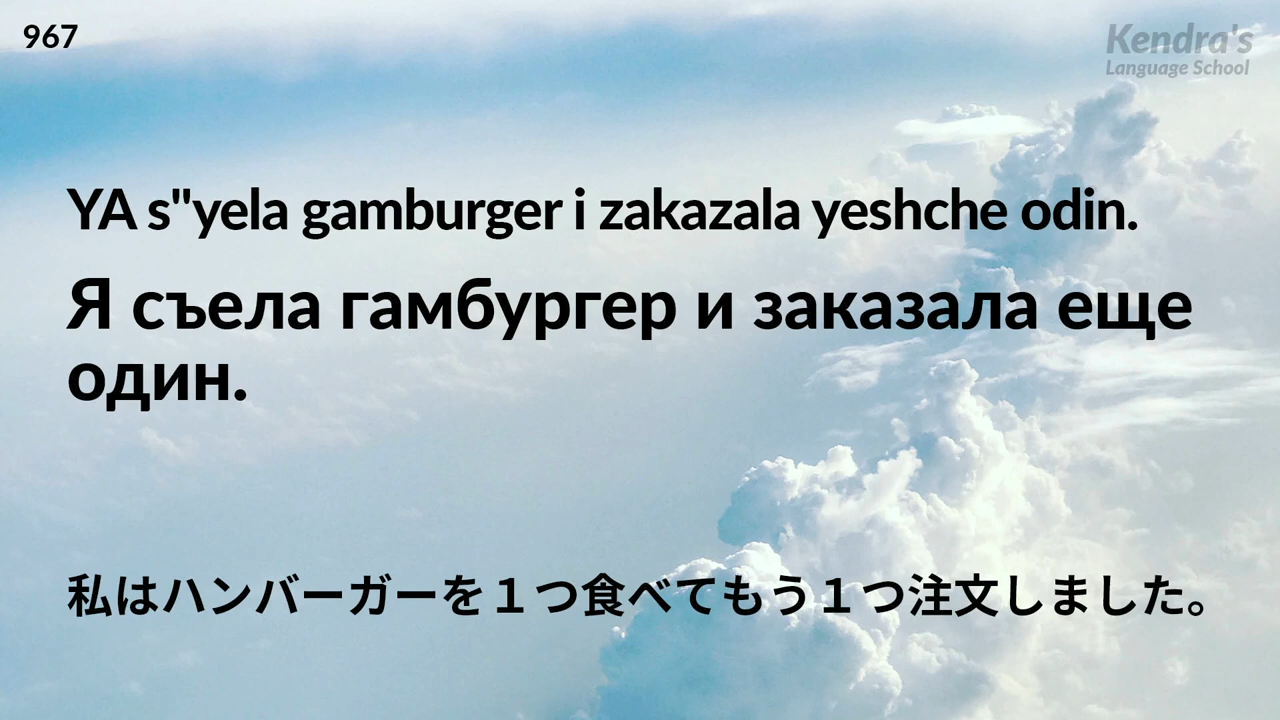 967
Kendra's
Language School
YA s"yela gamburger i zakazala yeshche odin.
Я съела гамбургер и заказала еще
один.
私はハンバーガーを１つ食べてもう１つ注文しました。